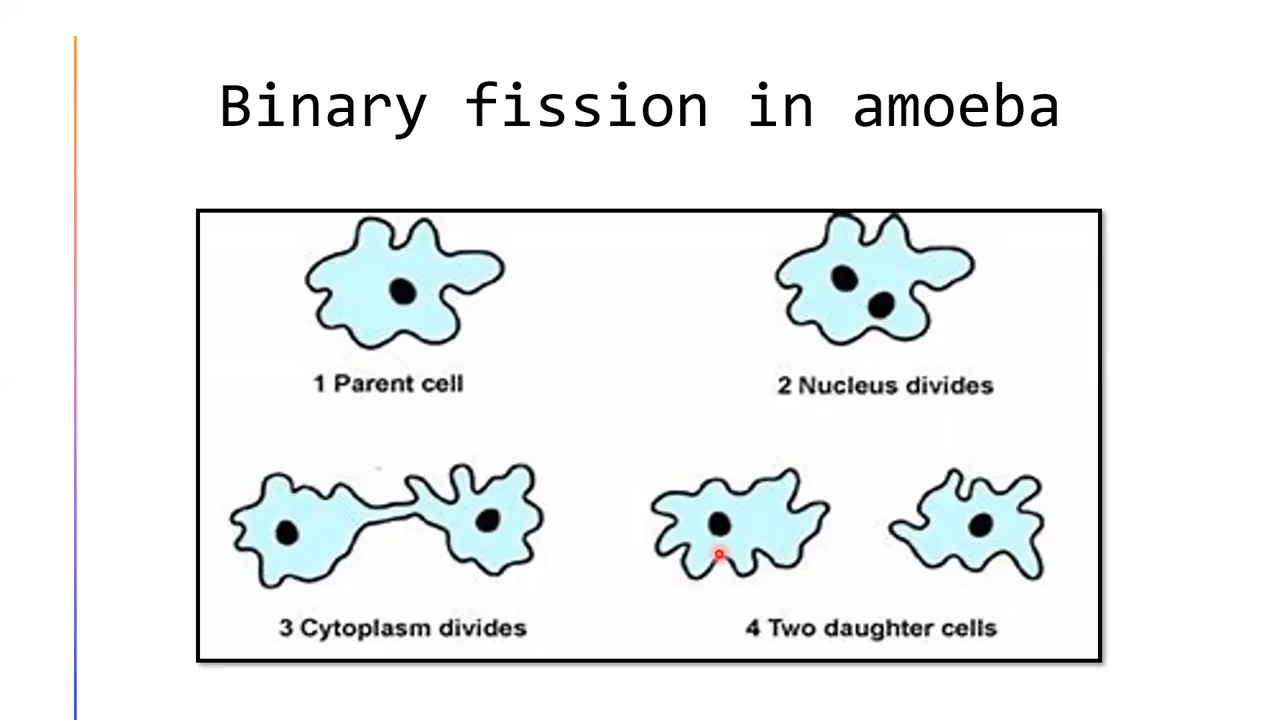 Binary fission in amoeba
1 Parent cell
2 Nucleus divides
3 Cytoplasm divides
4 Two daughter cells